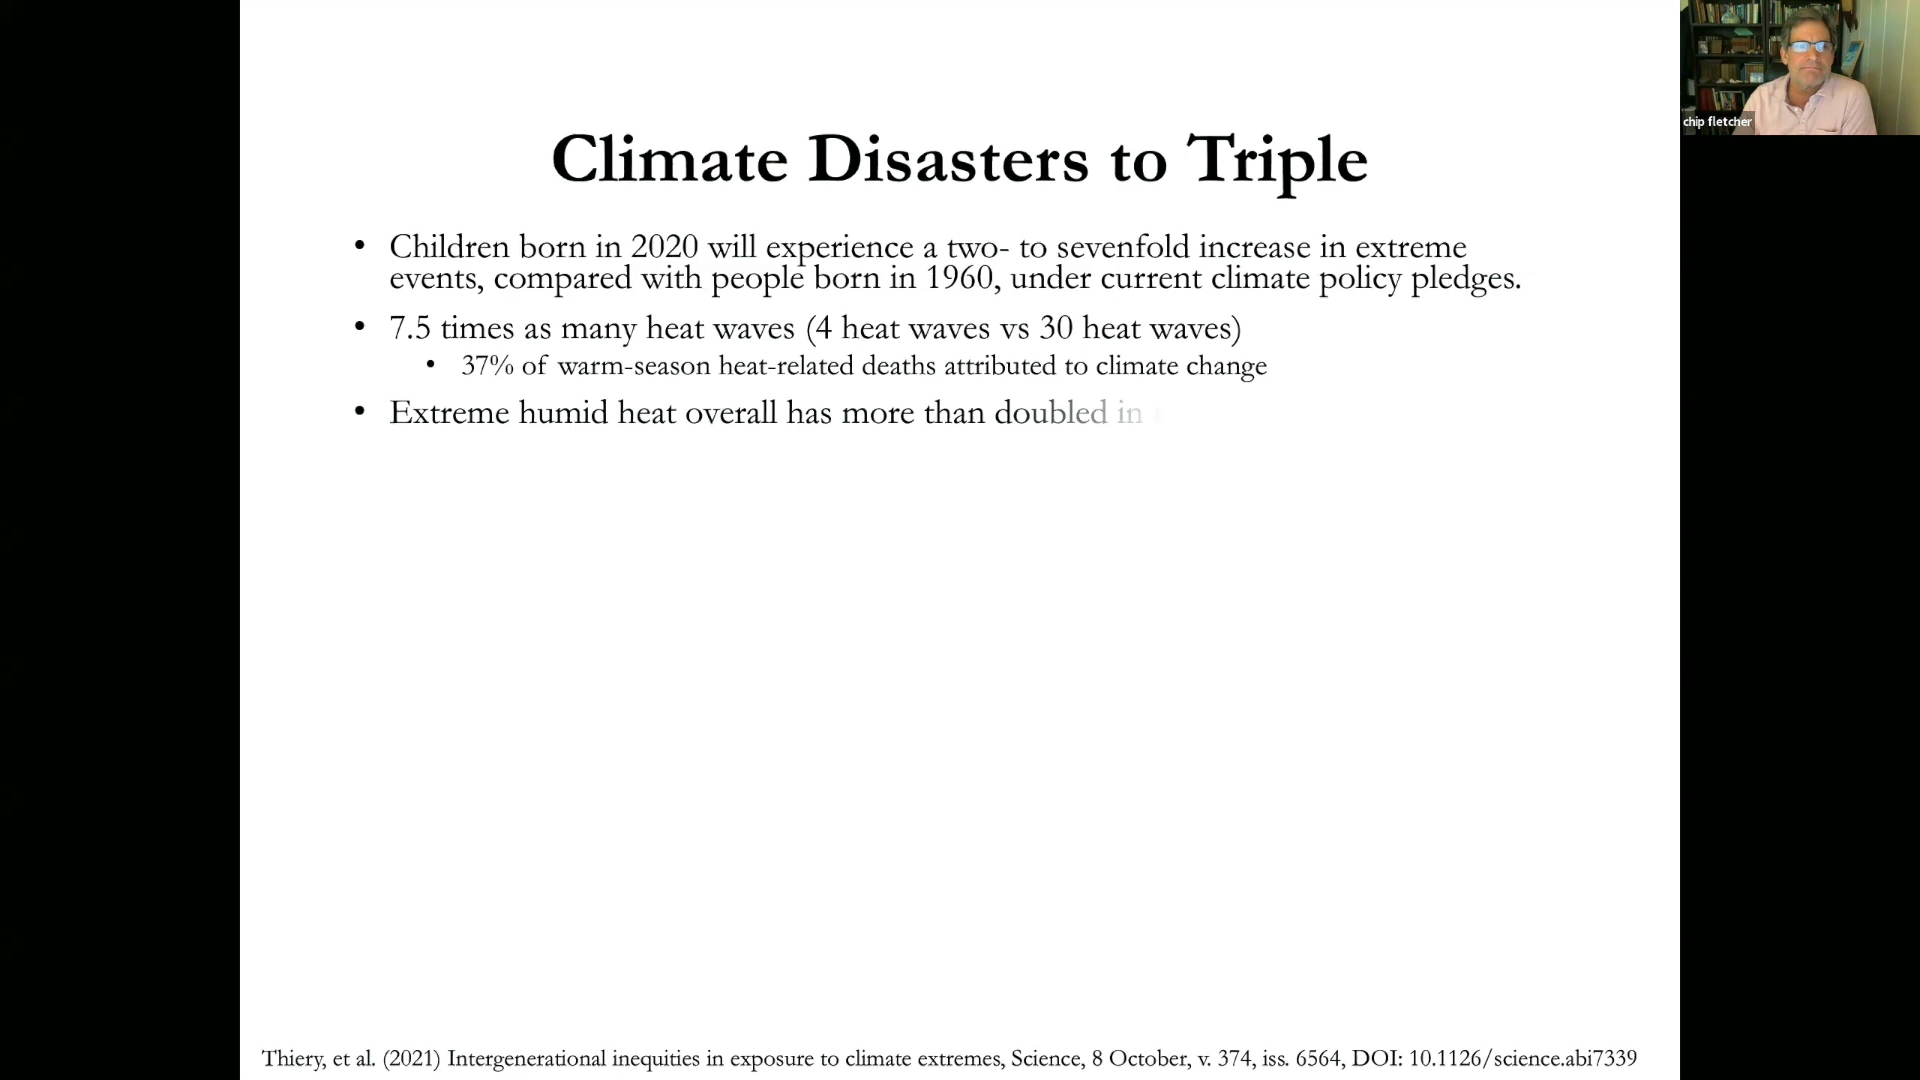 chip fletcher
Climate Disasters to Triple
• Children born in 2020 will experience a two- to sevenfold increase in extreme
events, compared with people born in 1960, under current climate policy pledges.
• 7.5 times as many heat waves (4 heat waves vs 30 heat waves)
• 37% of warm-season heat-related deaths attributed to climate change
• Extreme humid heat overall has more than doubled in
Thiery, et al. (2021) Intergenerational inequities in exposure to climate extremes, Science, 8 October, v. 374, iss. 6564, DOI: 10.1126/science.abi7339